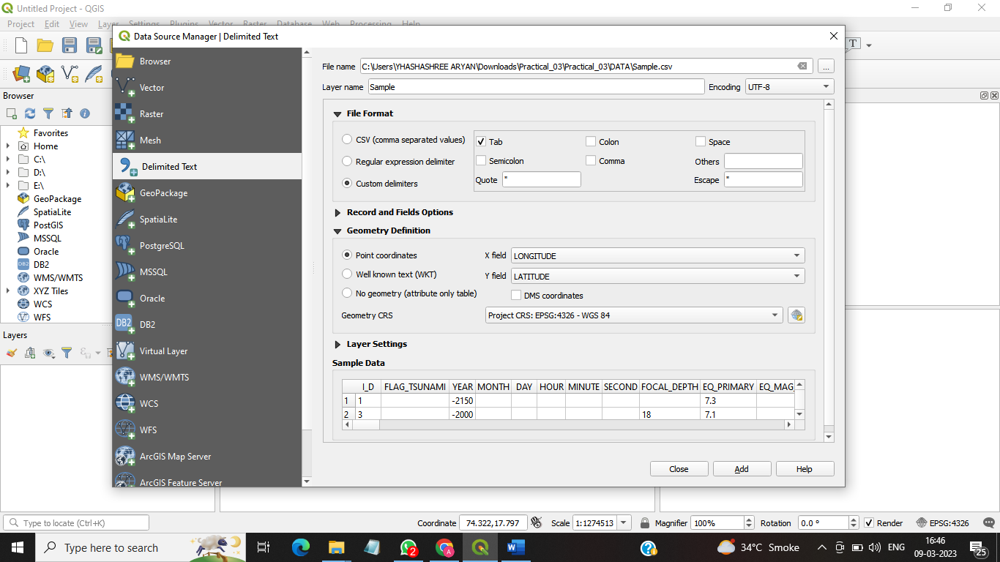 Untitled Project - QGIS
Project Edit View Layer Settings Plugins Vector Raster Database Web Processing Help
Data Source Manager | Delimited Text
T
Browser
Favorites
Home
C:\
D:\
E:\
GeoPackage
SpatiaLite
PostGIS
MSSQL
Oracle
DB2
DB2
WMS/WMTS
XYZ Tiles
WCS
WFS
Layers
Browser
Vector
Raster
Mesh
Delimited Text
GeoPackage
SpatiaLite
PostgreSQL
MSSQL
Oracle
DB2
DB2
Virtual Layer
WMS/WMTS
WCS
WFS
ArcGIS Map Server
ArcGIS Feature Server
File name C:\Users\YHASHASHREE ARYAN\Downloads\Practical_03\Practical_03\DATA\Sample.csv ...
Layer name Sample Encoding UTF-8
File Format
CSV (comma separated values) Tab Colon Space
Regular expression delimiter Semicolon Comma Others
Custom delimiters Quote " Escape "
Record and Fields Options
Geometry Definition
Point coordinates X field LONGITUDE
Well known text (WKT) Y field LATITUDE
No geometry (attribute only table) DMS coordinates
Geometry CRS Project CRS: EPSG:4326 - WGS 84
Layer Settings
Sample Data
I_D FLAG_TSUNAMI YEAR MONTH DAY HOUR MINUTE SECOND FOCAL_DEPTH EQ_PRIMARY EQ_MAG_
1 1 -2150 7.3
2 3 -2000 18 7.1
Close Add Help
Type to locate (Ctrl+K) Coordinate 74.322,17.797 Scale 1:1274513 Magnifier 100% Rotation 0.0 ° Render EPSG:4326
Type here to search 2 A W 34°C Smoke ENG 16:46
09-03-2023 25